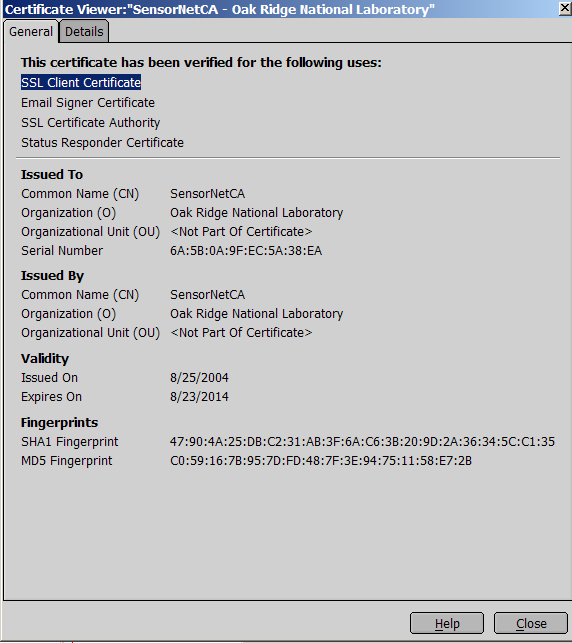 Certificate Viewer:"SensorNetCA - Oak Ridge National Laboratory"
General Details
This certificate has been verified for the following uses:
SSL Client Certificate
Email Signer Certificate
SSL Certificate Authority
Status Responder Certificate
Issued To
Common Name (CN) SensorNetCA
Organization (O) Oak Ridge National Laboratory
Organizational Unit (OU) <Not Part Of Certificate>
Serial Number 6A:5B:0A:9F:EC:5A:38:EA
Issued By
Common Name (CN) SensorNetCA
Organization (O) Oak Ridge National Laboratory
Organizational Unit (OU) <Not Part Of Certificate>
Validity
Issued On 8/25/2004
Expires On 8/23/2014
Fingerprints
SHA1 Fingerprint 47:90:4A:25:DB:C2:31:AB:3F:6A:C6:3B:20:9D:2A:36:34:5C:C1:35
MD5 Fingerprint C0:59:16:7B:95:7D:FD:48:7F:3E:94:75:11:58:E7:2B
Help Close